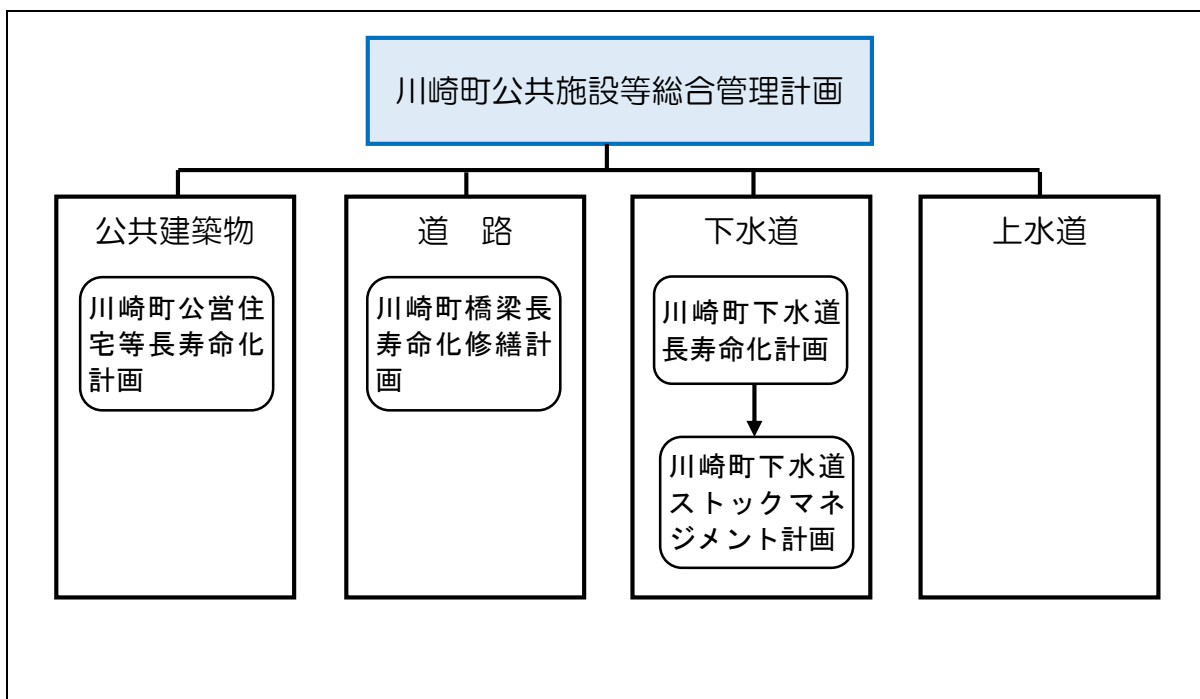 川崎町公共施設等総合管理計画
公共建築物
川崎町公営住
宅等長寿命化
計画
道　路
川崎町橋梁長
寿命化修繕計
画
下水道
川崎町下水道
長寿命化計画
川崎町下水道
ストックマネ
ジメント計画
上水道